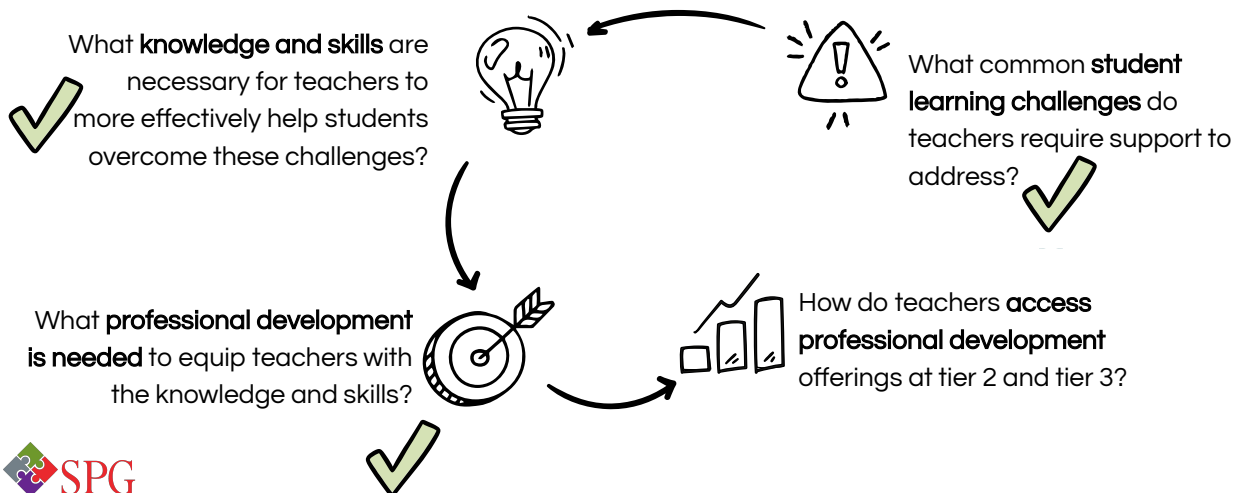 What knowledge and skills are
necessary for teachers to
more effectively help students
overcome these challenges?
What common student
learning challenges do
teachers require support to
address?
What professional development
is needed to equip teachers with
the knowledge and skills?
How do teachers access
professional development
offerings at tier 2 and tier 3?
SPG